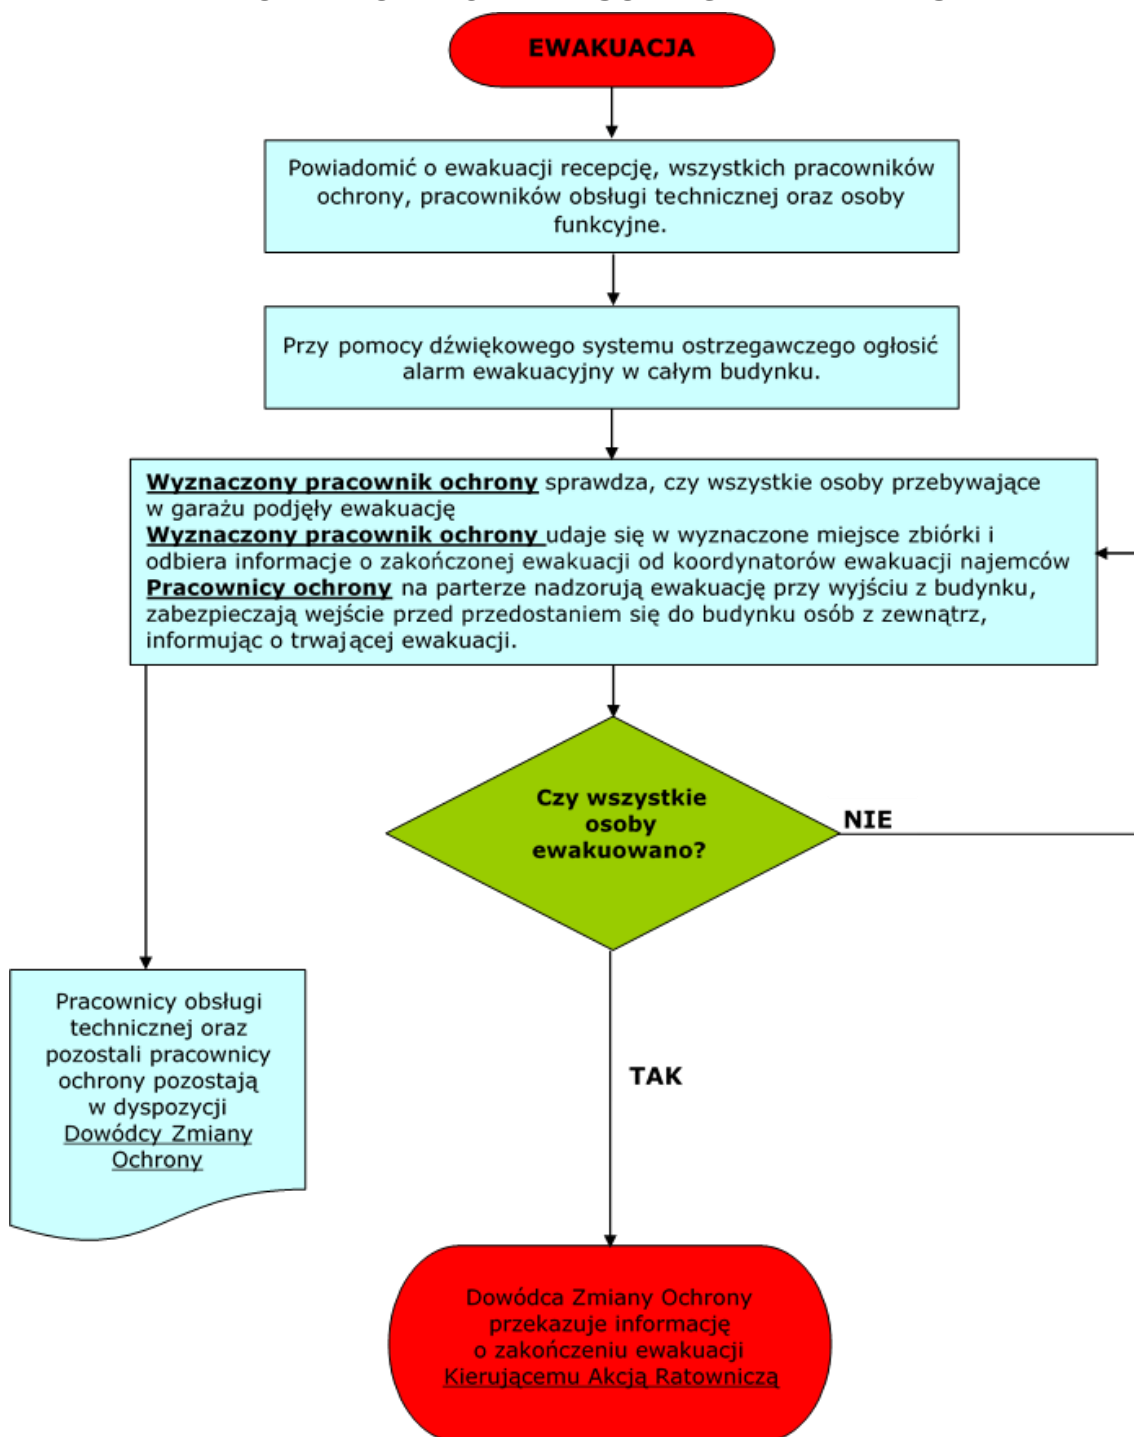 EWAKUACJA
Powiadomić o ewakuacji recepcję, wszystkich pracowników
ochrony, pracowników obsługi technicznej oraz osoby
funkcyjne.
Przy pomocy dźwiękowego systemu ostrzegawczego ogłosić
alarm ewakuacyjny w całym budynku.
Wyznaczony pracownik ochrony sprawdza, czy wszystkie osoby przebywające
w garażu podjęły ewakuację
Wyznaczony pracownik ochrony udaje się w wyznaczone miejsce zbiórki i
odbiera informacje o zakończonej ewakuacji od koordynatorów ewakuacji najemców
Pracownicy ochrony na parterze nadzorują ewakuację przy wyjściu z budynku,
zabezpieczają wejście przed przedostaniem się do budynku osób z zewnątrz,
informując o trwającej ewakuacji.
Czy wszystkie
osoby
ewakuowano?
NIE
Pracownicy obsługi
technicznej oraz
pozostali pracownicy
ochrony pozostają
w dyspozycji
Dowódcy Zmiany
Ochrony
TAK
Dowódca Zmiany Ochrony
przekazuje informację
o zakończeniu ewakuacji
Kierującemu Akcją Ratowniczą